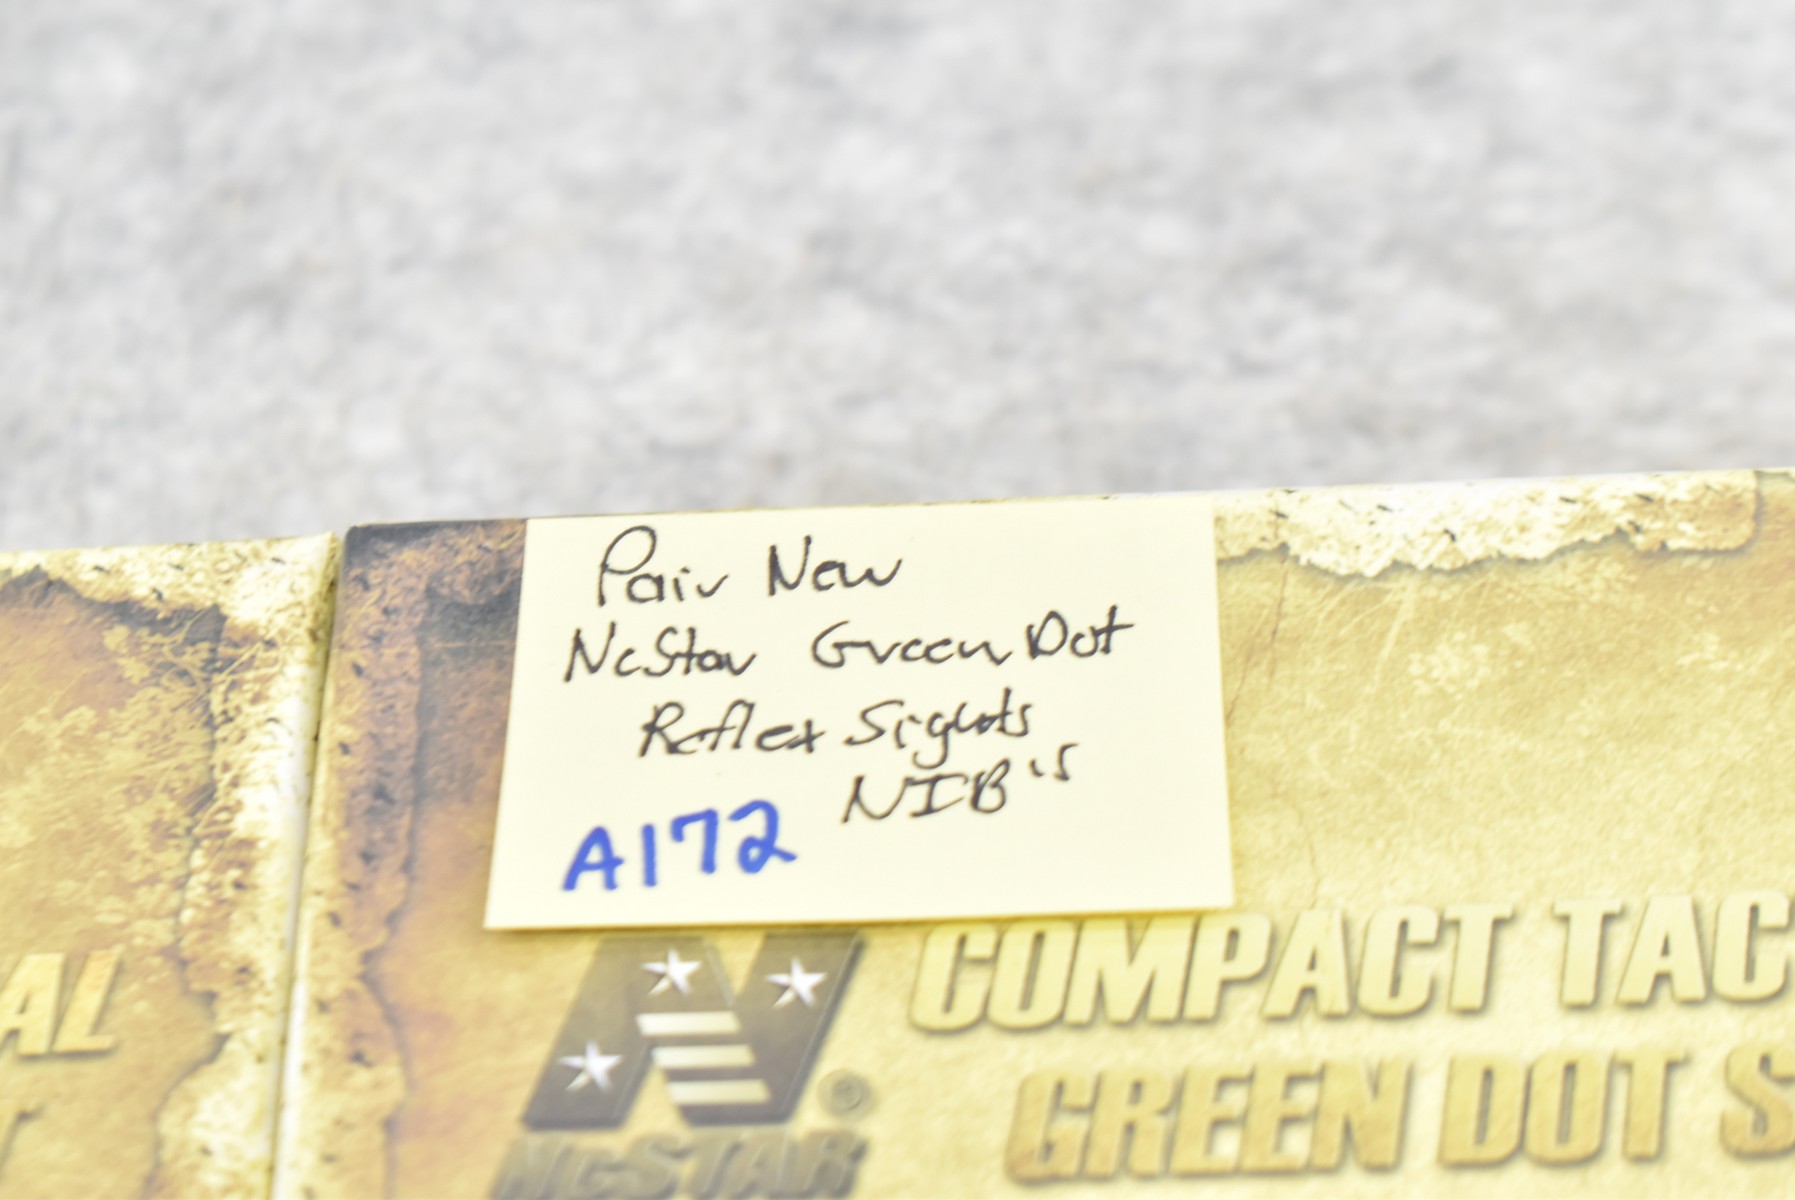 Pair New
NcStar Green Dot
Reflex Sights
NIB's
A172
AL
T
N
®
NcSTAR
COMPACT TAC
GREEN DOT S